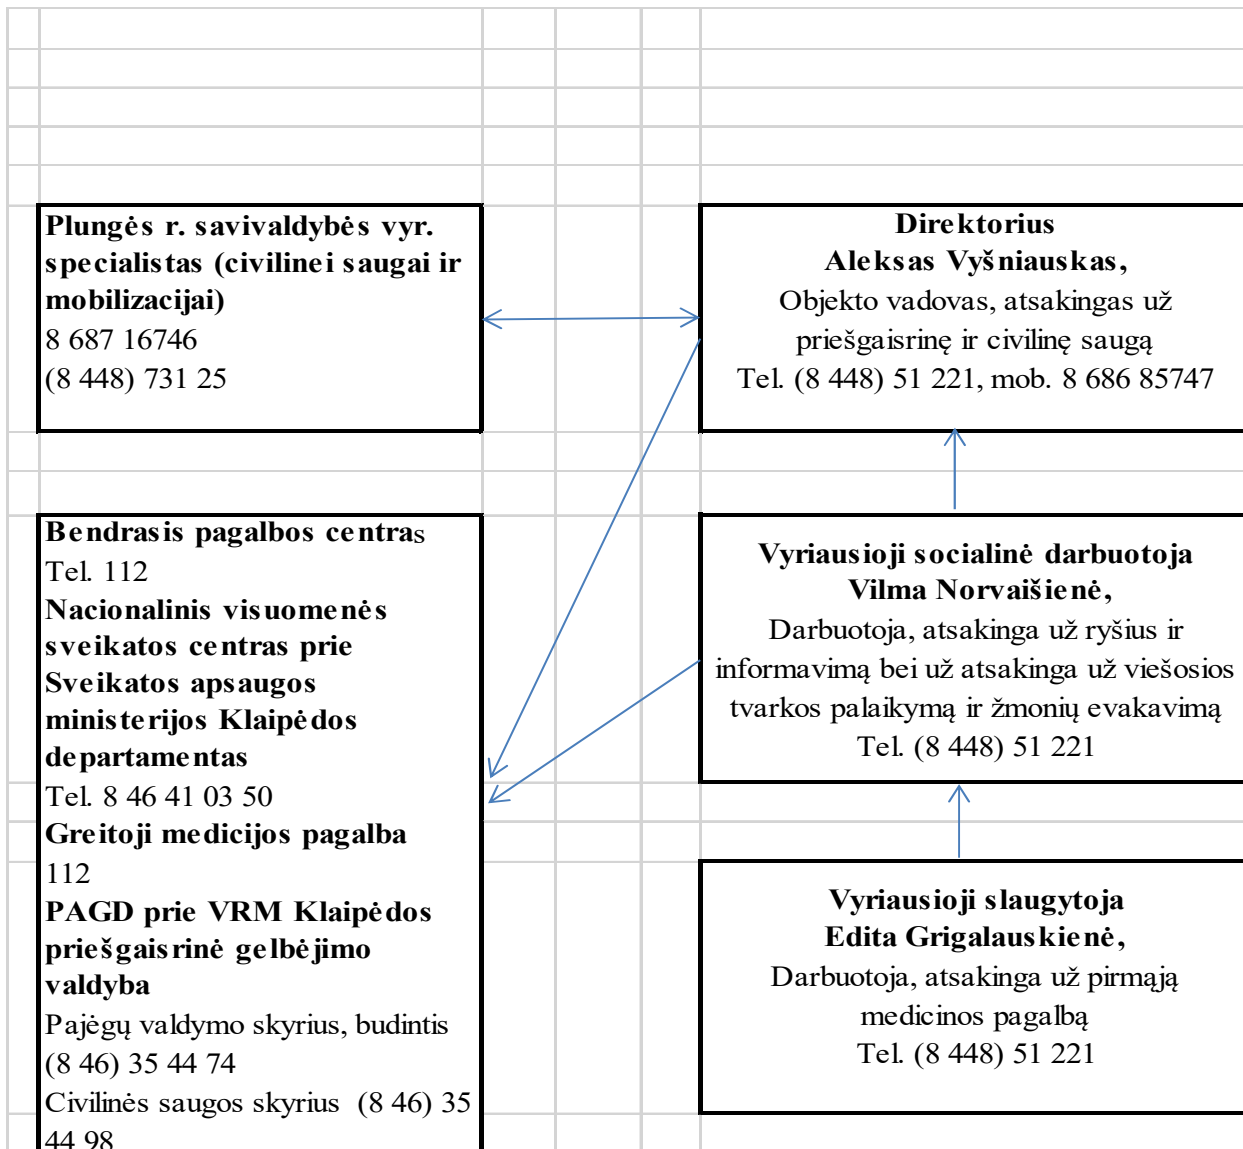 Plungės r. savivaldybės vyr.
specialistas (civilinei saugai ir
mobilizacijai)
8 687 16746
(8 448) 731 25
Direktorius
Aleksas Vyšniauskas,
Objekto vadovas, atsakingas už
priešgaisrinę ir civilinę saugą
Tel. (8 448) 51 221, mob. 8 686 85747
Bendrasis pagalbos centras
Tel. 112
Nacionalinis visuomenės
sveikatos centras prie
Sveikatos apsaugos
ministerijos Klaipėdos
departamentas
Tel. 8 46 41 03 50
Greitoji medicijos pagalba
112
PAGD prie VRM Klaipėdos
priešgaisrinė gelbėjimo
valdyba
Pajėgų valdymo skyrius, budintis
(8 46) 35 44 74
Civilinės saugos skyrius (8 46) 35
44 98
Vyriausioji socialinė darbuotoja
Vilma Norvaišienė,
Darbuotoja, atsakinga už ryšius ir
informavimą bei už atsakinga už viešosios
tvarkos palaikymą ir žmonių evakavimą
Tel. (8 448) 51 221
Vyriausioji slaugytoja
Edita Grigalauskienė,
Darbuotoja, atsakinga už pirmąją
medicinos pagalbą
Tel. (8 448) 51 221